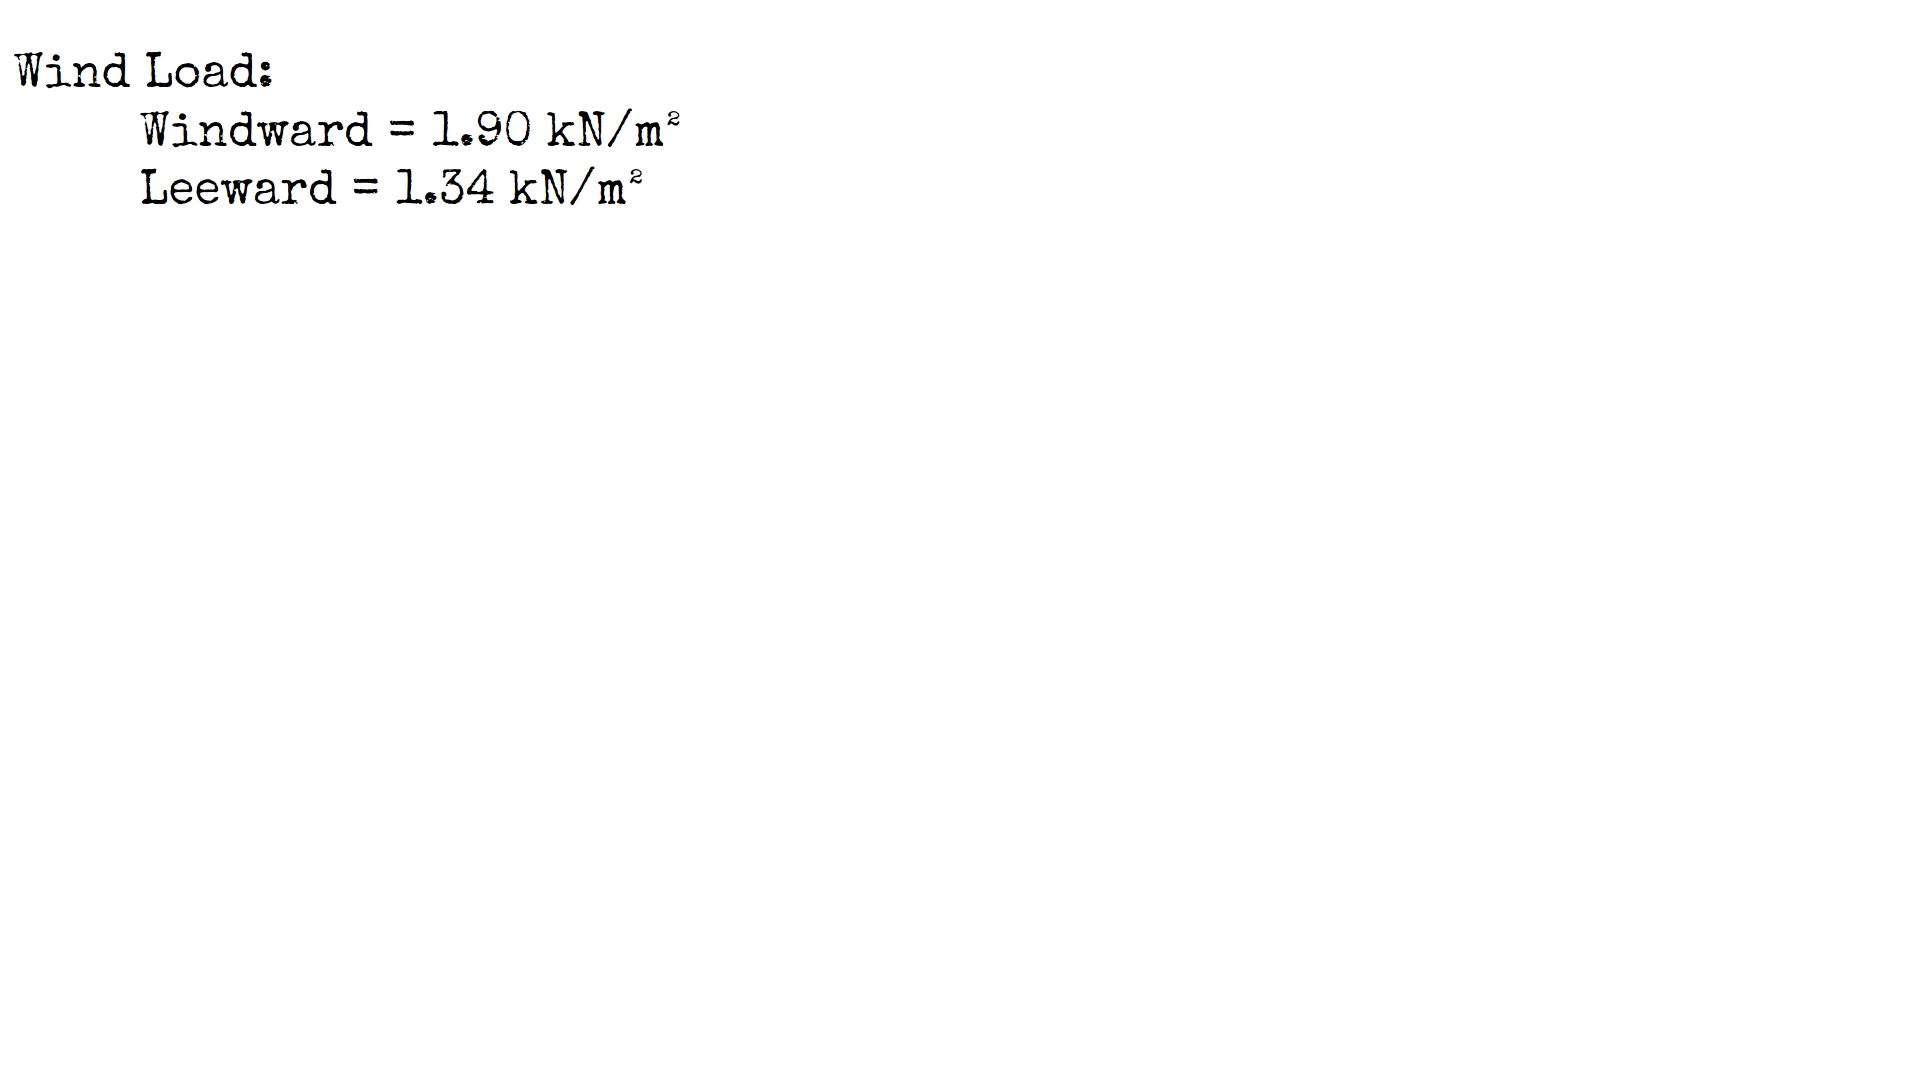 Wind Load:
Windward = 1.90 kN/m²
Leeward = 1.34 kN/m²